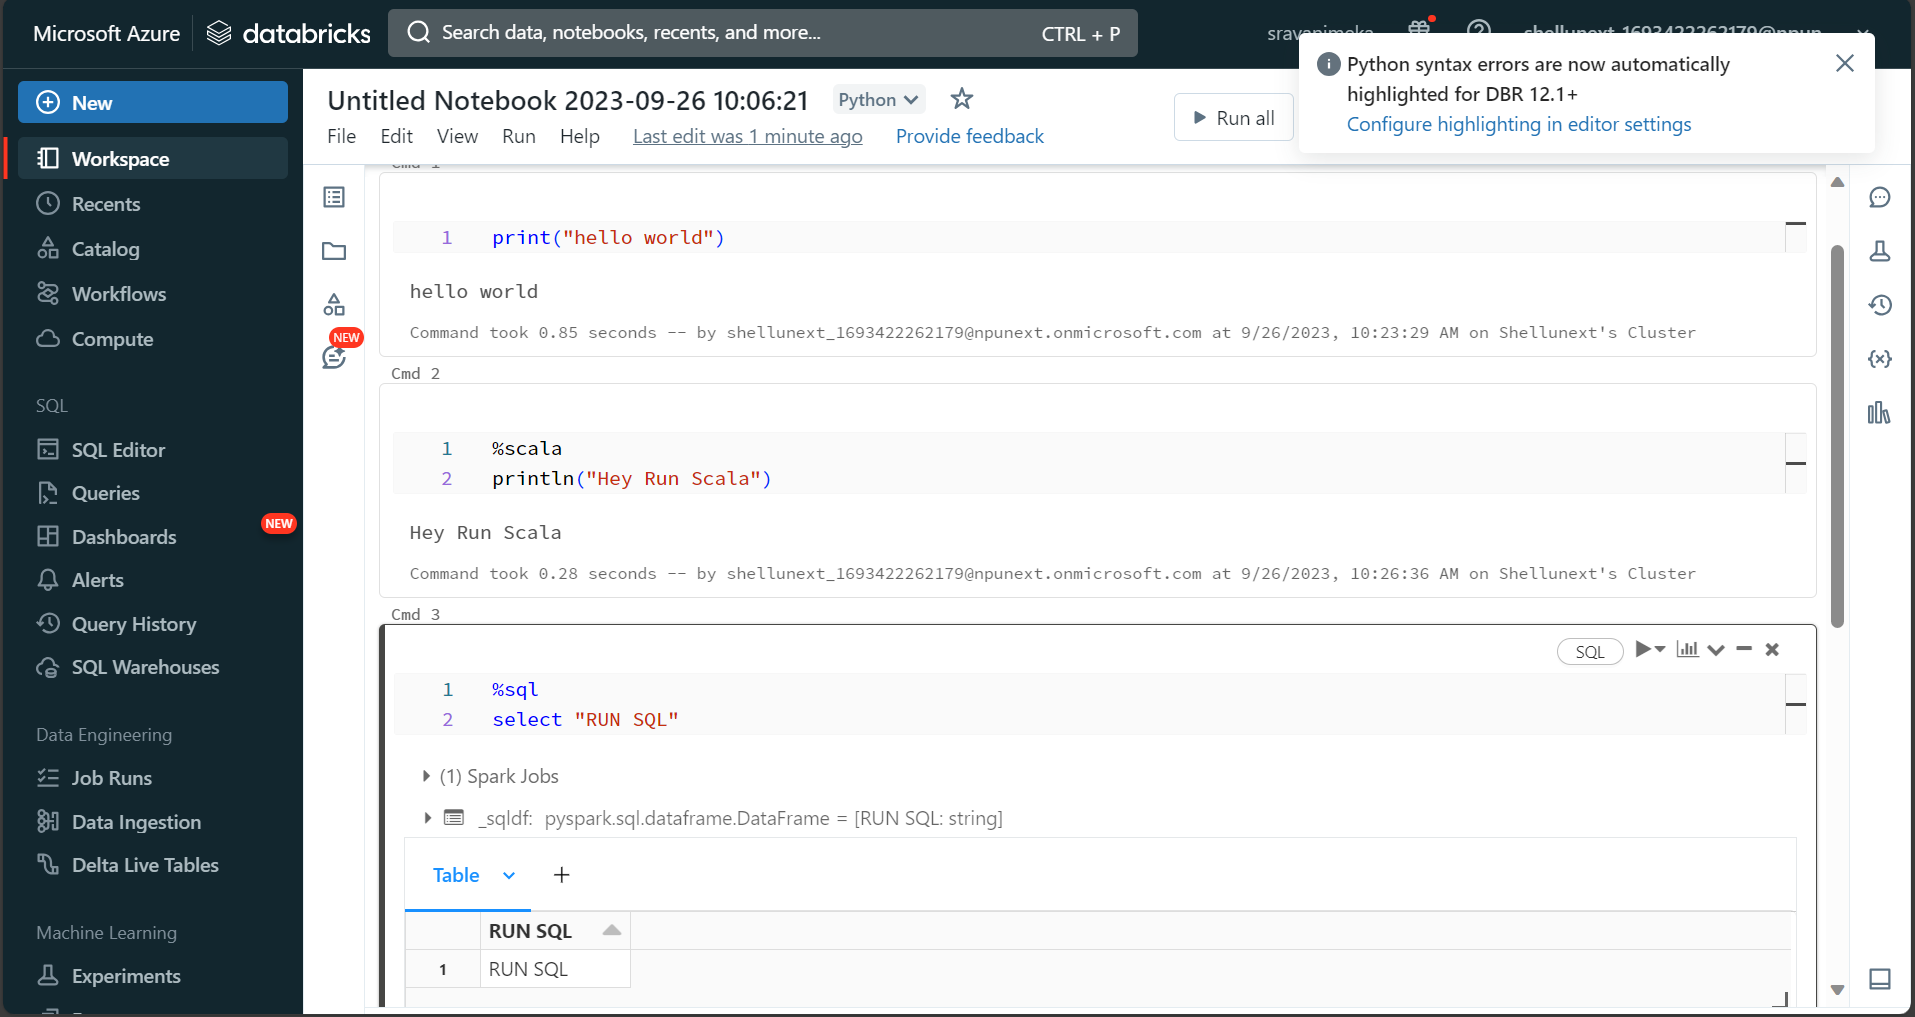 Microsoft Azure databricks Search data, notebooks, recents, and more... CTRL + P sravanimeka shellunext_1693422262179@npun...
Python syntax errors are now automatically
highlighted for DBR 12.1+
Configure highlighting in editor settings
New
Workspace
Recents
Catalog
Workflows
Compute
SQL
SQL Editor
Queries
Dashboards NEW
Alerts
Query History
SQL Warehouses
Data Engineering
Job Runs
Data Ingestion
Delta Live Tables
Machine Learning
Experiments
Untitled Notebook 2023-09-26 10:06:21 Python
File Edit View Run Help Last edit was 1 minute ago Provide feedback
Run all
NEW
Cmd 1
1 print("hello world")
hello world
Command took 0.85 seconds -- by shellunext_1693422262179@npunext.onmicrosoft.com at 9/26/2023, 10:23:29 AM on Shellunext's Cluster
Cmd 2
1 %scala
2 println("Hey Run Scala")
Hey Run Scala
Command took 0.28 seconds -- by shellunext_1693422262179@npunext.onmicrosoft.com at 9/26/2023, 10:26:36 AM on Shellunext's Cluster
Cmd 3
SQL
1 %sql
2 select "RUN SQL"
(1) Spark Jobs
_sqldf: pyspark.sql.dataframe.DataFrame = [RUN SQL: string]
Table +
RUN SQL
1 RUN SQL